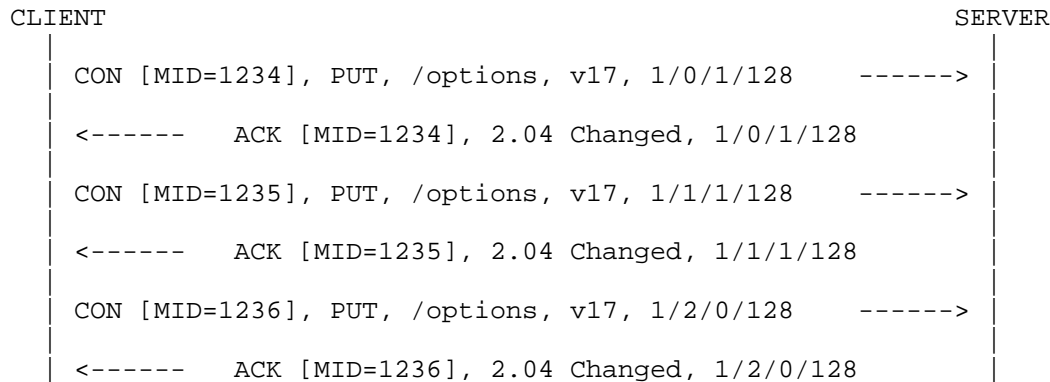 CLIENT                                                     SERVER
  |                                                          |
  | CON [MID=1234], PUT, /options, v17, 1/0/1/128    ------> |
  |                                                          |
  | <------   ACK [MID=1234], 2.04 Changed, 1/0/1/128        |
  |                                                          |
  | CON [MID=1235], PUT, /options, v17, 1/1/1/128    ------> |
  |                                                          |
  | <------   ACK [MID=1235], 2.04 Changed, 1/1/1/128        |
  |                                                          |
  | CON [MID=1236], PUT, /options, v17, 1/2/0/128    ------> |
  |                                                          |
  | <------   ACK [MID=1236], 2.04 Changed, 1/2/0/128        |